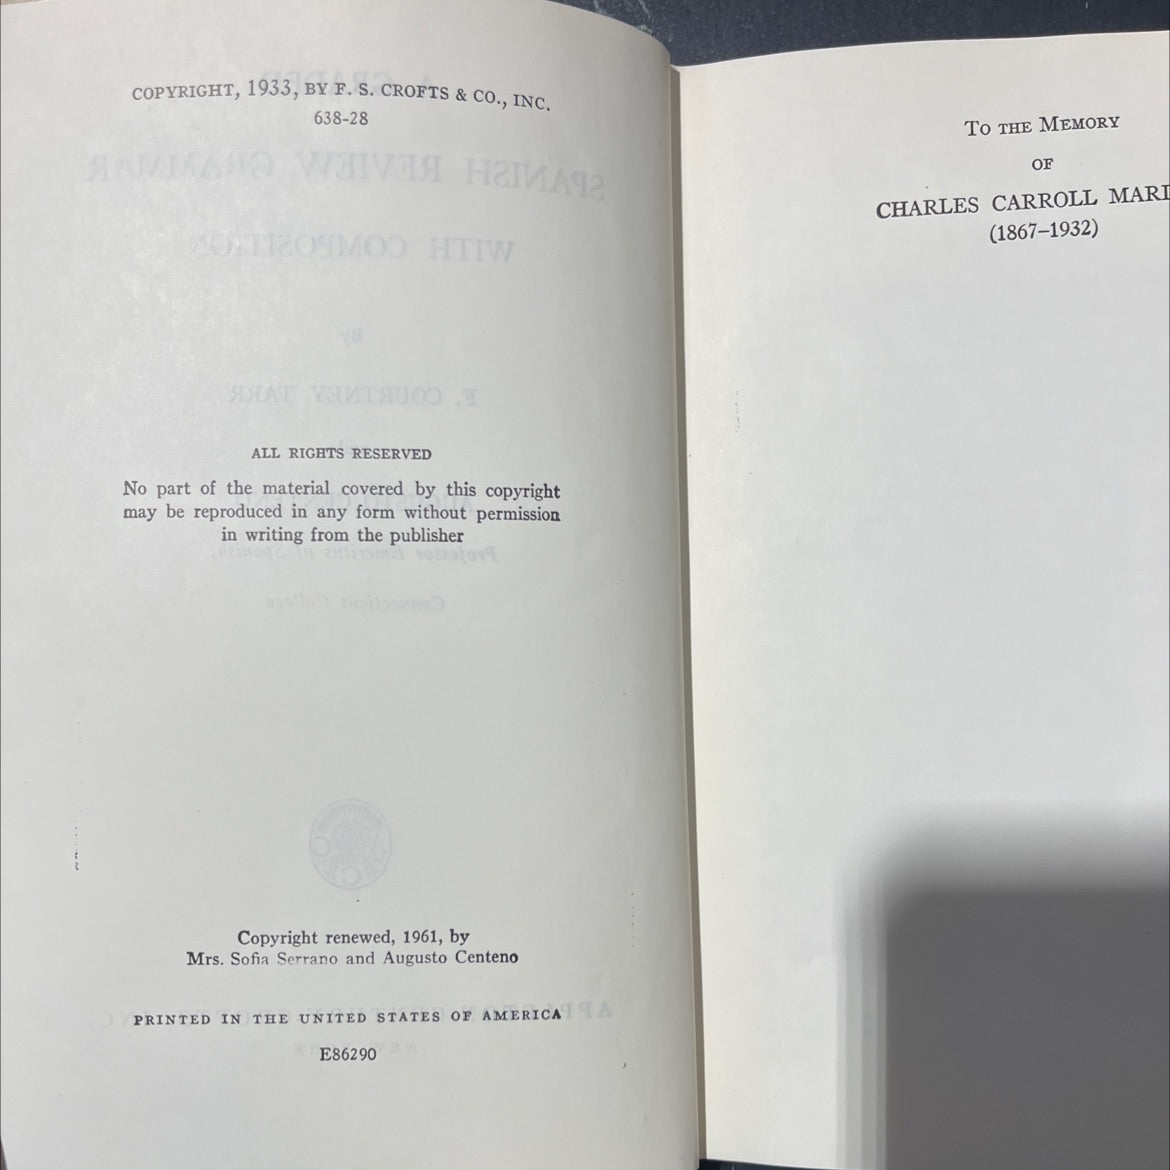 COPYRIGHT, 1933, BY F. S. CROFTS & CO., INC.
638-28
ALL RIGHTS RESERVED
No part of the material covered by this copyright
may be reproduced in any form without permission
in writing from the publisher
Copyright renewed, 1961, by
Mrs. Sofia Serrano and Augusto Centeno
PRINTED IN THE UNITED STATES OF AMERICA
E86290
TO THE MEMORY
OF
CHARLES CARROLL
(1867–1932)